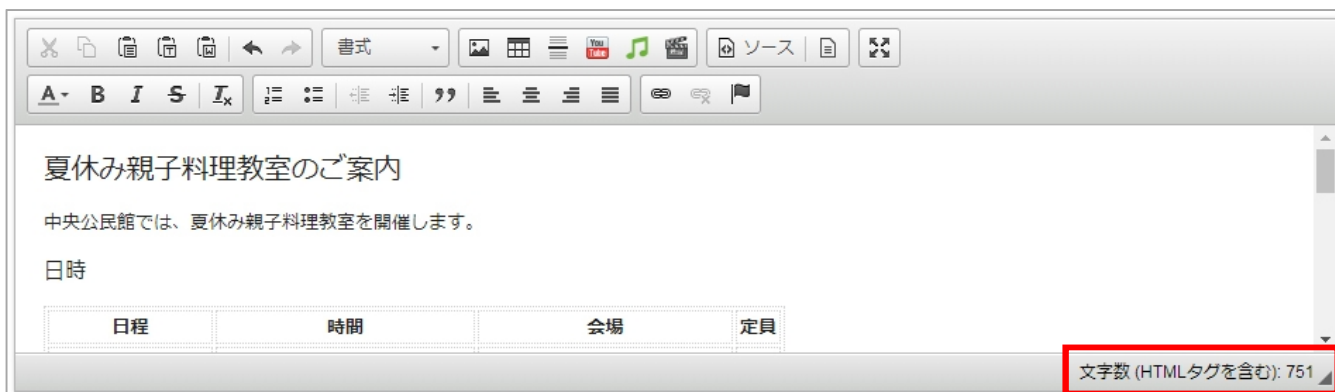 書式
You Tube
ソース
A B I S Ix
夏休み親子料理教室のご案内
中央公民館では、夏休み親子料理教室を開催します。
日時
日程 時間 会場 定員
文字数 (HTMLタグを含む): 751